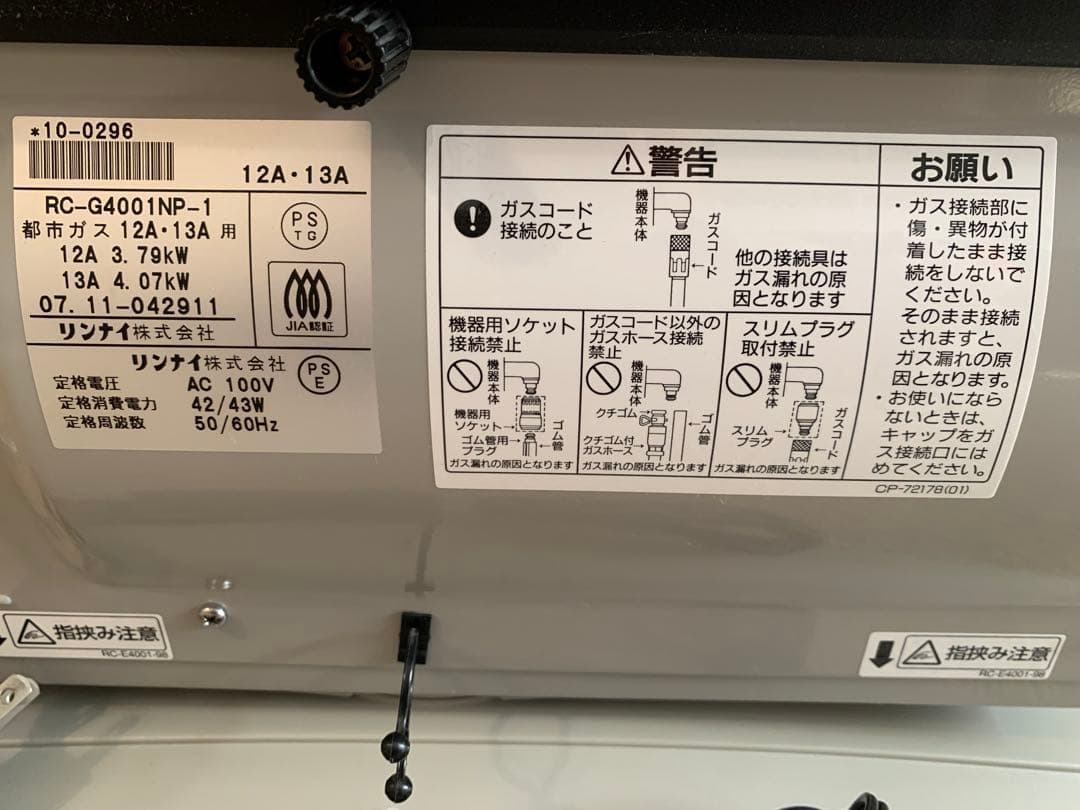 *10-0296
12A・13A
RC-G4001NP-1
都市ガス 12A・13A 用
12A 3.79kW
13A 4.07kW
07.11-042911
リンナイ株式会社
PS
TG
JIA認証
リンナイ株式会社
定格電圧 AC 100V
定格消費電力 42/43W
定格周波数 50/60Hz
PS
E
警告
ガスコード
接続のこと
機器本体
ガスコード
他の接続具は
ガス漏れの原
因となります
機器用ソケット
接続禁止
機器本体
機器用
ソケット
ゴム管用
プラグ
ゴム管
ガス漏れの原因となります
ガスコード以外の
ガスホース接続
禁止
機器本体
クチゴム
クチゴム付
ガスホース
ゴム管
ガス漏れの原因となります
スリムプラグ
取付禁止
機器本体
スリム
プラグ
ガスコード
ガス漏れの原因となります
お願い
・ガス接続部に
傷・異物が付
着したまま接
続をしないで
ください。
そのまま接続
されますと、
ガス漏れの原
因となります。
・お使いになら
ないときは、
キャップをガ
ス接続口には
めてください。
CP-72178(01)
指挟み注意
RC-E4001-98
指挟み注意
RC-E4001-98